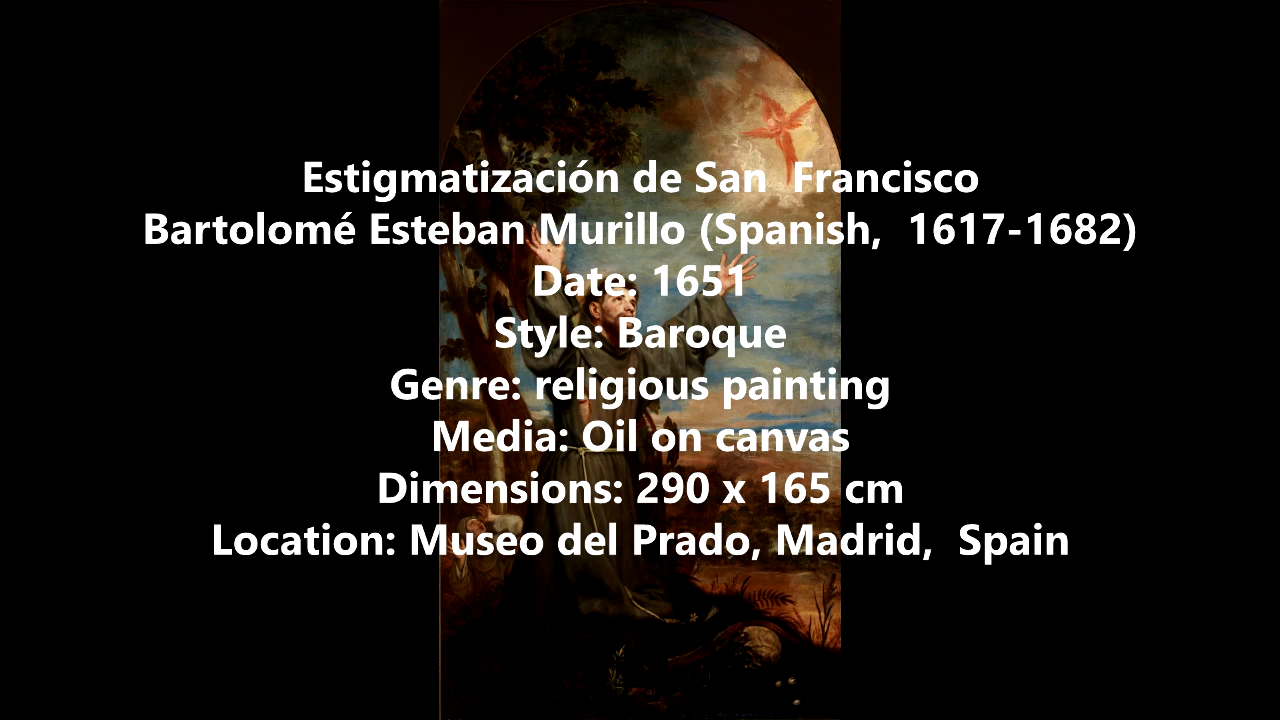 Estigmatización de San  Francisco
Bartolomé Esteban Murillo (Spanish,  1617-1682)
Date: 1651
Style: Baroque
Genre: religious painting
Media: Oil on canvas
Dimensions: 290 x 165 cm
Location: Museo del Prado, Madrid,  Spain